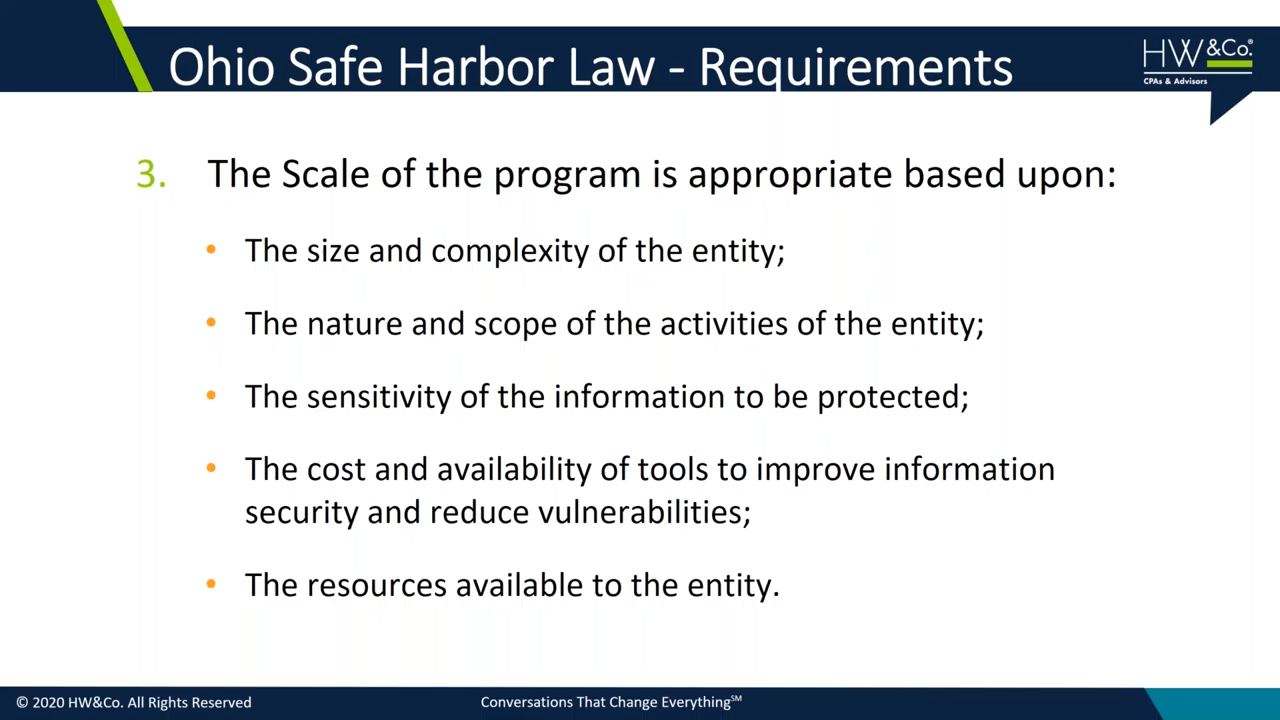 Ohio Safe Harbor Law - Requirements
HW&Co.®
CPAs & Advisors
3. The Scale of the program is appropriate based upon:
• The size and complexity of the entity;
• The nature and scope of the activities of the entity;
• The sensitivity of the information to be protected;
• The cost and availability of tools to improve information
security and reduce vulnerabilities;
• The resources available to the entity.
© 2020 HW&Co. All Rights Reserved
Conversations That Change Everything℠